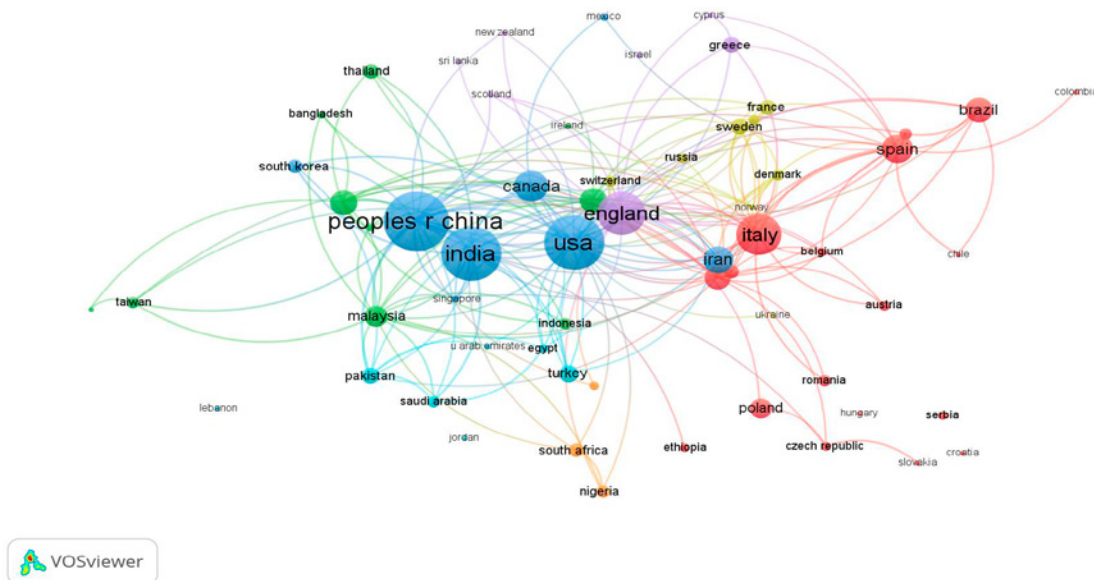 mexico
cyprus
new zealand
greece
israel
sri lanka
thailand
scotland
colombia
france
brazil
bangladesh
ireland
sweden
spain
russia
south korea
switzerland
denmark
canada
norway
england
peoples r china
italy
usa
india
belgium
chile
iran
singapore
taiwan
austria
malaysia
ukraine
indonesia
u arab emirates
egypt
turkey
pakistan
romania
saudi arabia
lebanon
poland
hungary
serbia
jordan
ethiopia
czech republic
south africa
croatia
slovakia
nigeria
VOSviewer